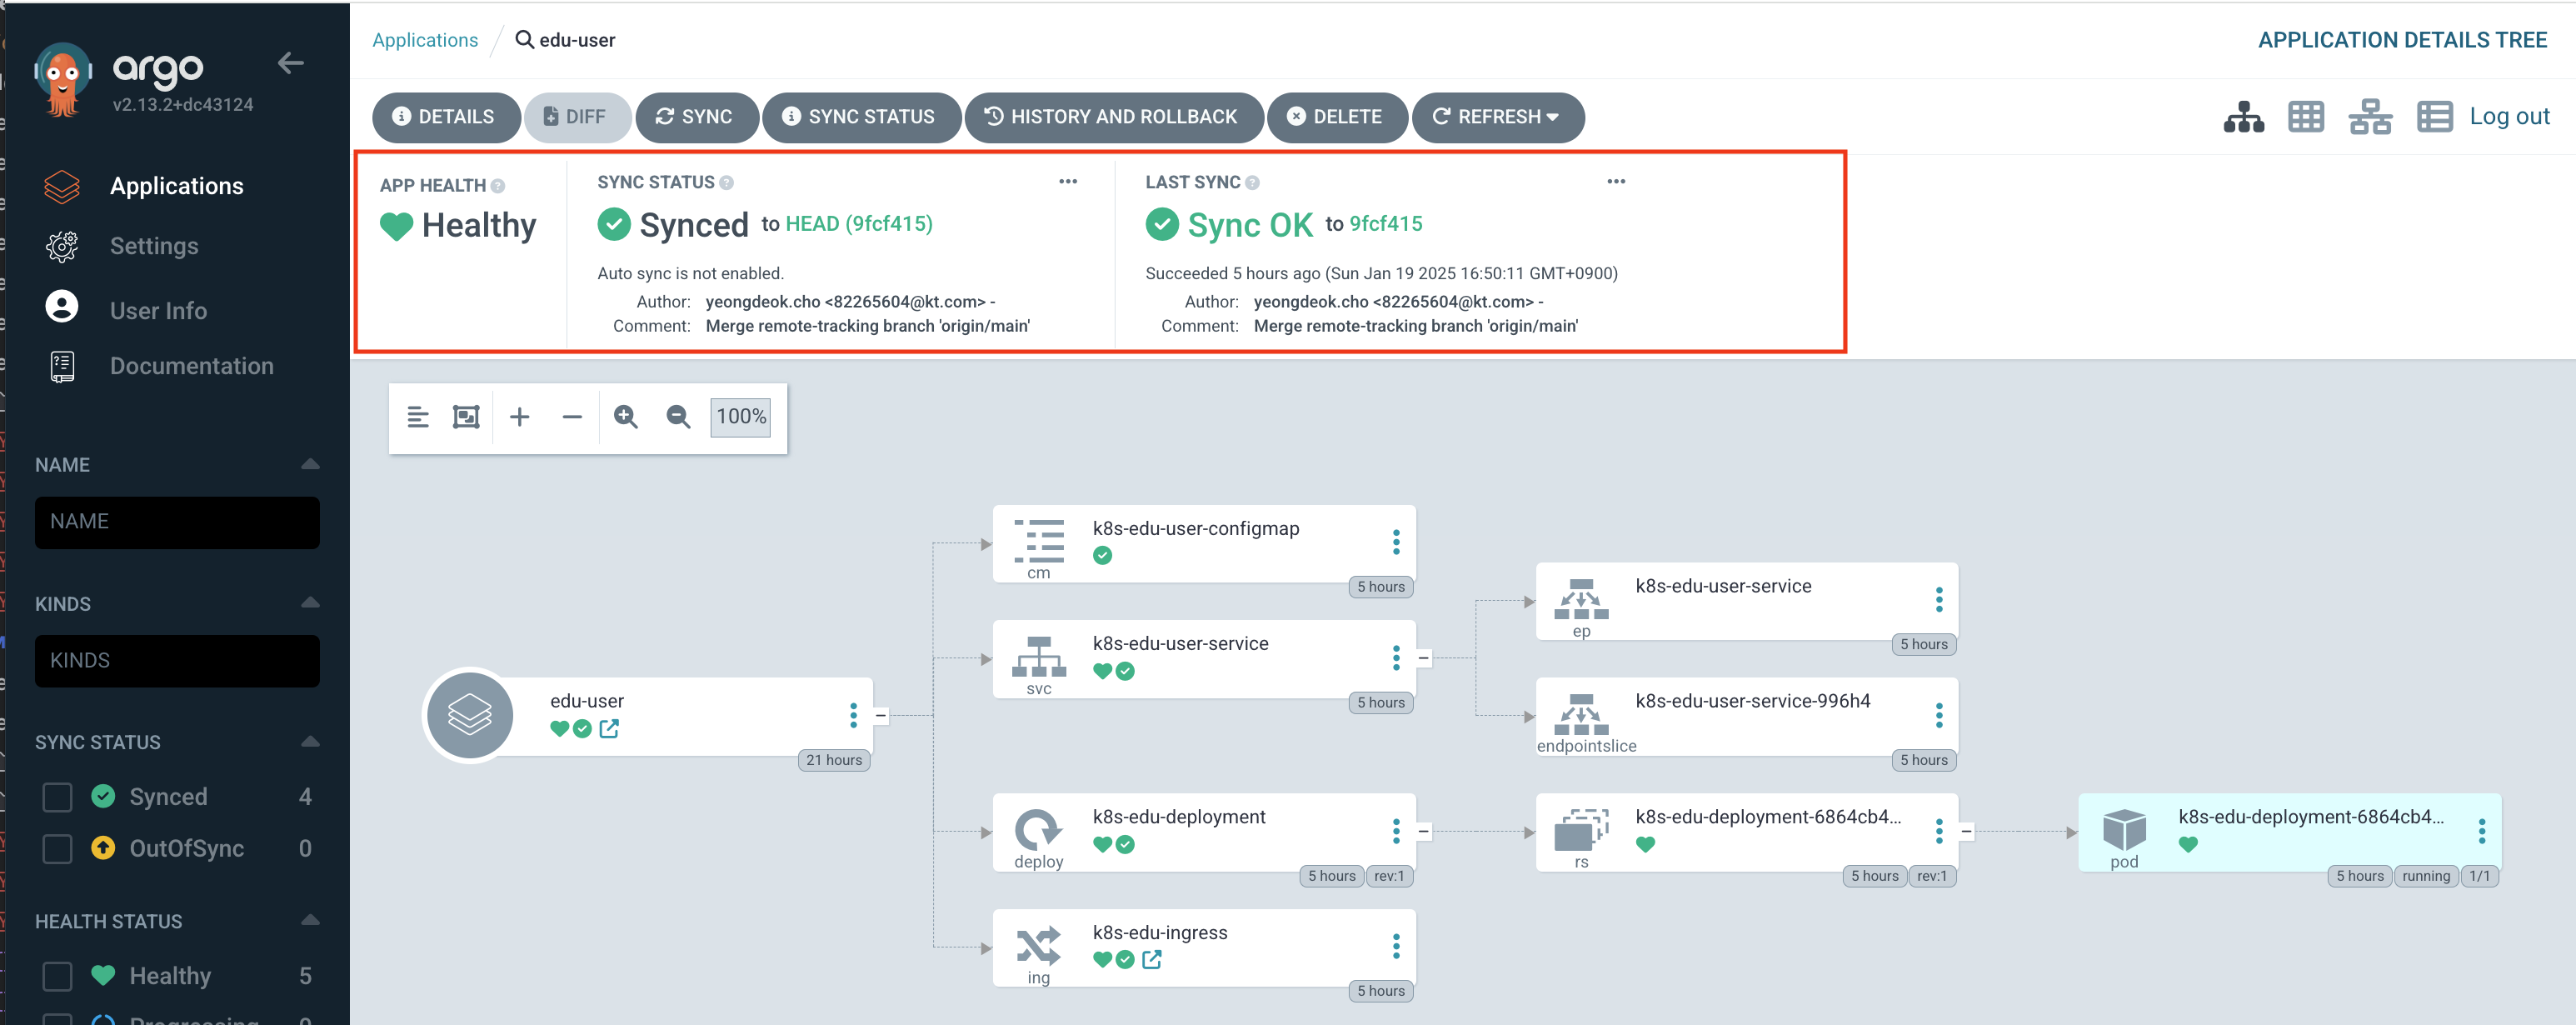 argo
v2.13.2+dc43124
Applications
Settings
User Info
Documentation
NAME
NAME
KINDS
KINDS
SYNC STATUS
Synced 4
OutOfSync 0
HEALTH STATUS
Healthy 5
Applications / edu-user
APPLICATION DETAILS TREE
DETAILS DIFF SYNC SYNC STATUS HISTORY AND ROLLBACK DELETE REFRESH
Log out
APP HEALTH
Healthy
SYNC STATUS
Synced to HEAD (9fcf415)
Auto sync is not enabled.
Author: yeongdeok.cho <82265604@kt.com> -
Comment: Merge remote-tracking branch 'origin/main'
LAST SYNC
Sync OK to 9fcf415
Succeeded 5 hours ago (Sun Jan 19 2025 16:50:11 GMT+0900)
Author: yeongdeok.cho <82265604@kt.com> -
Comment: Merge remote-tracking branch 'origin/main'
100%
edu-user
21 hours
k8s-edu-user-configmap
cm
5 hours
k8s-edu-user-service
svc
5 hours
k8s-edu-deployment
deploy
5 hours rev:1
k8s-edu-ingress
ing
5 hours
k8s-edu-user-service
ep
5 hours
k8s-edu-user-service-996h4
endpointslice
5 hours
k8s-edu-deployment-6864cb4...
rs
5 hours rev:1
k8s-edu-deployment-6864cb4...
pod
5 hours running 1/1